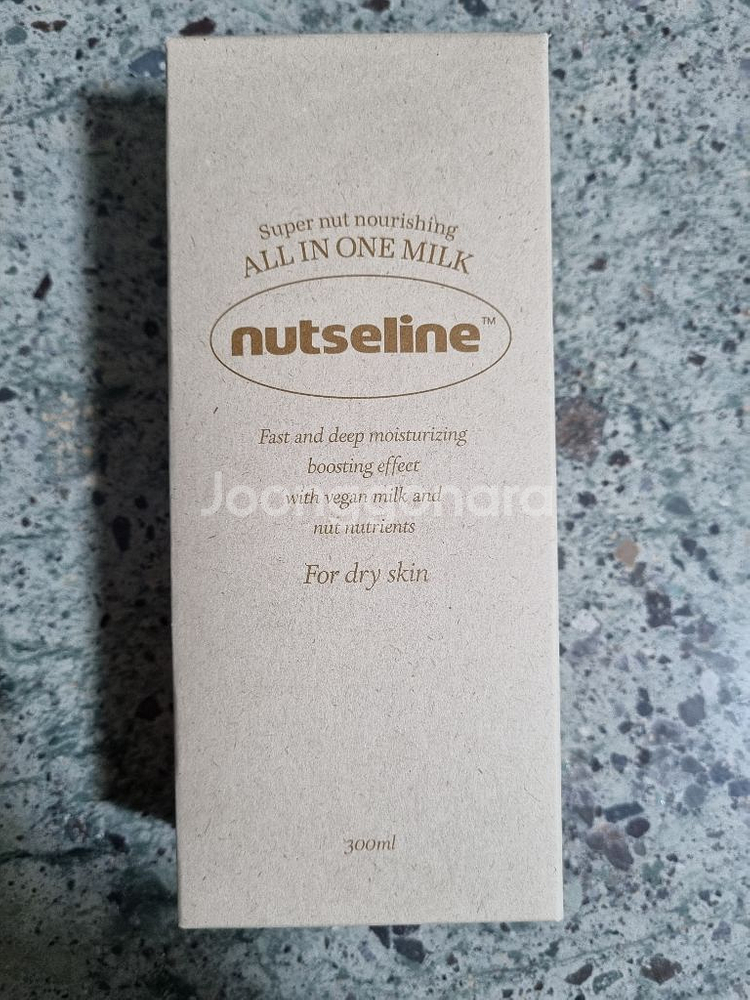 Super nut nourishing
ALL IN ONE MILK
nutseline™
Fast and deep moisturizing
boosting effect
with vegan milk and
nut nutrients
Joonggonara
For dry skin
300ml